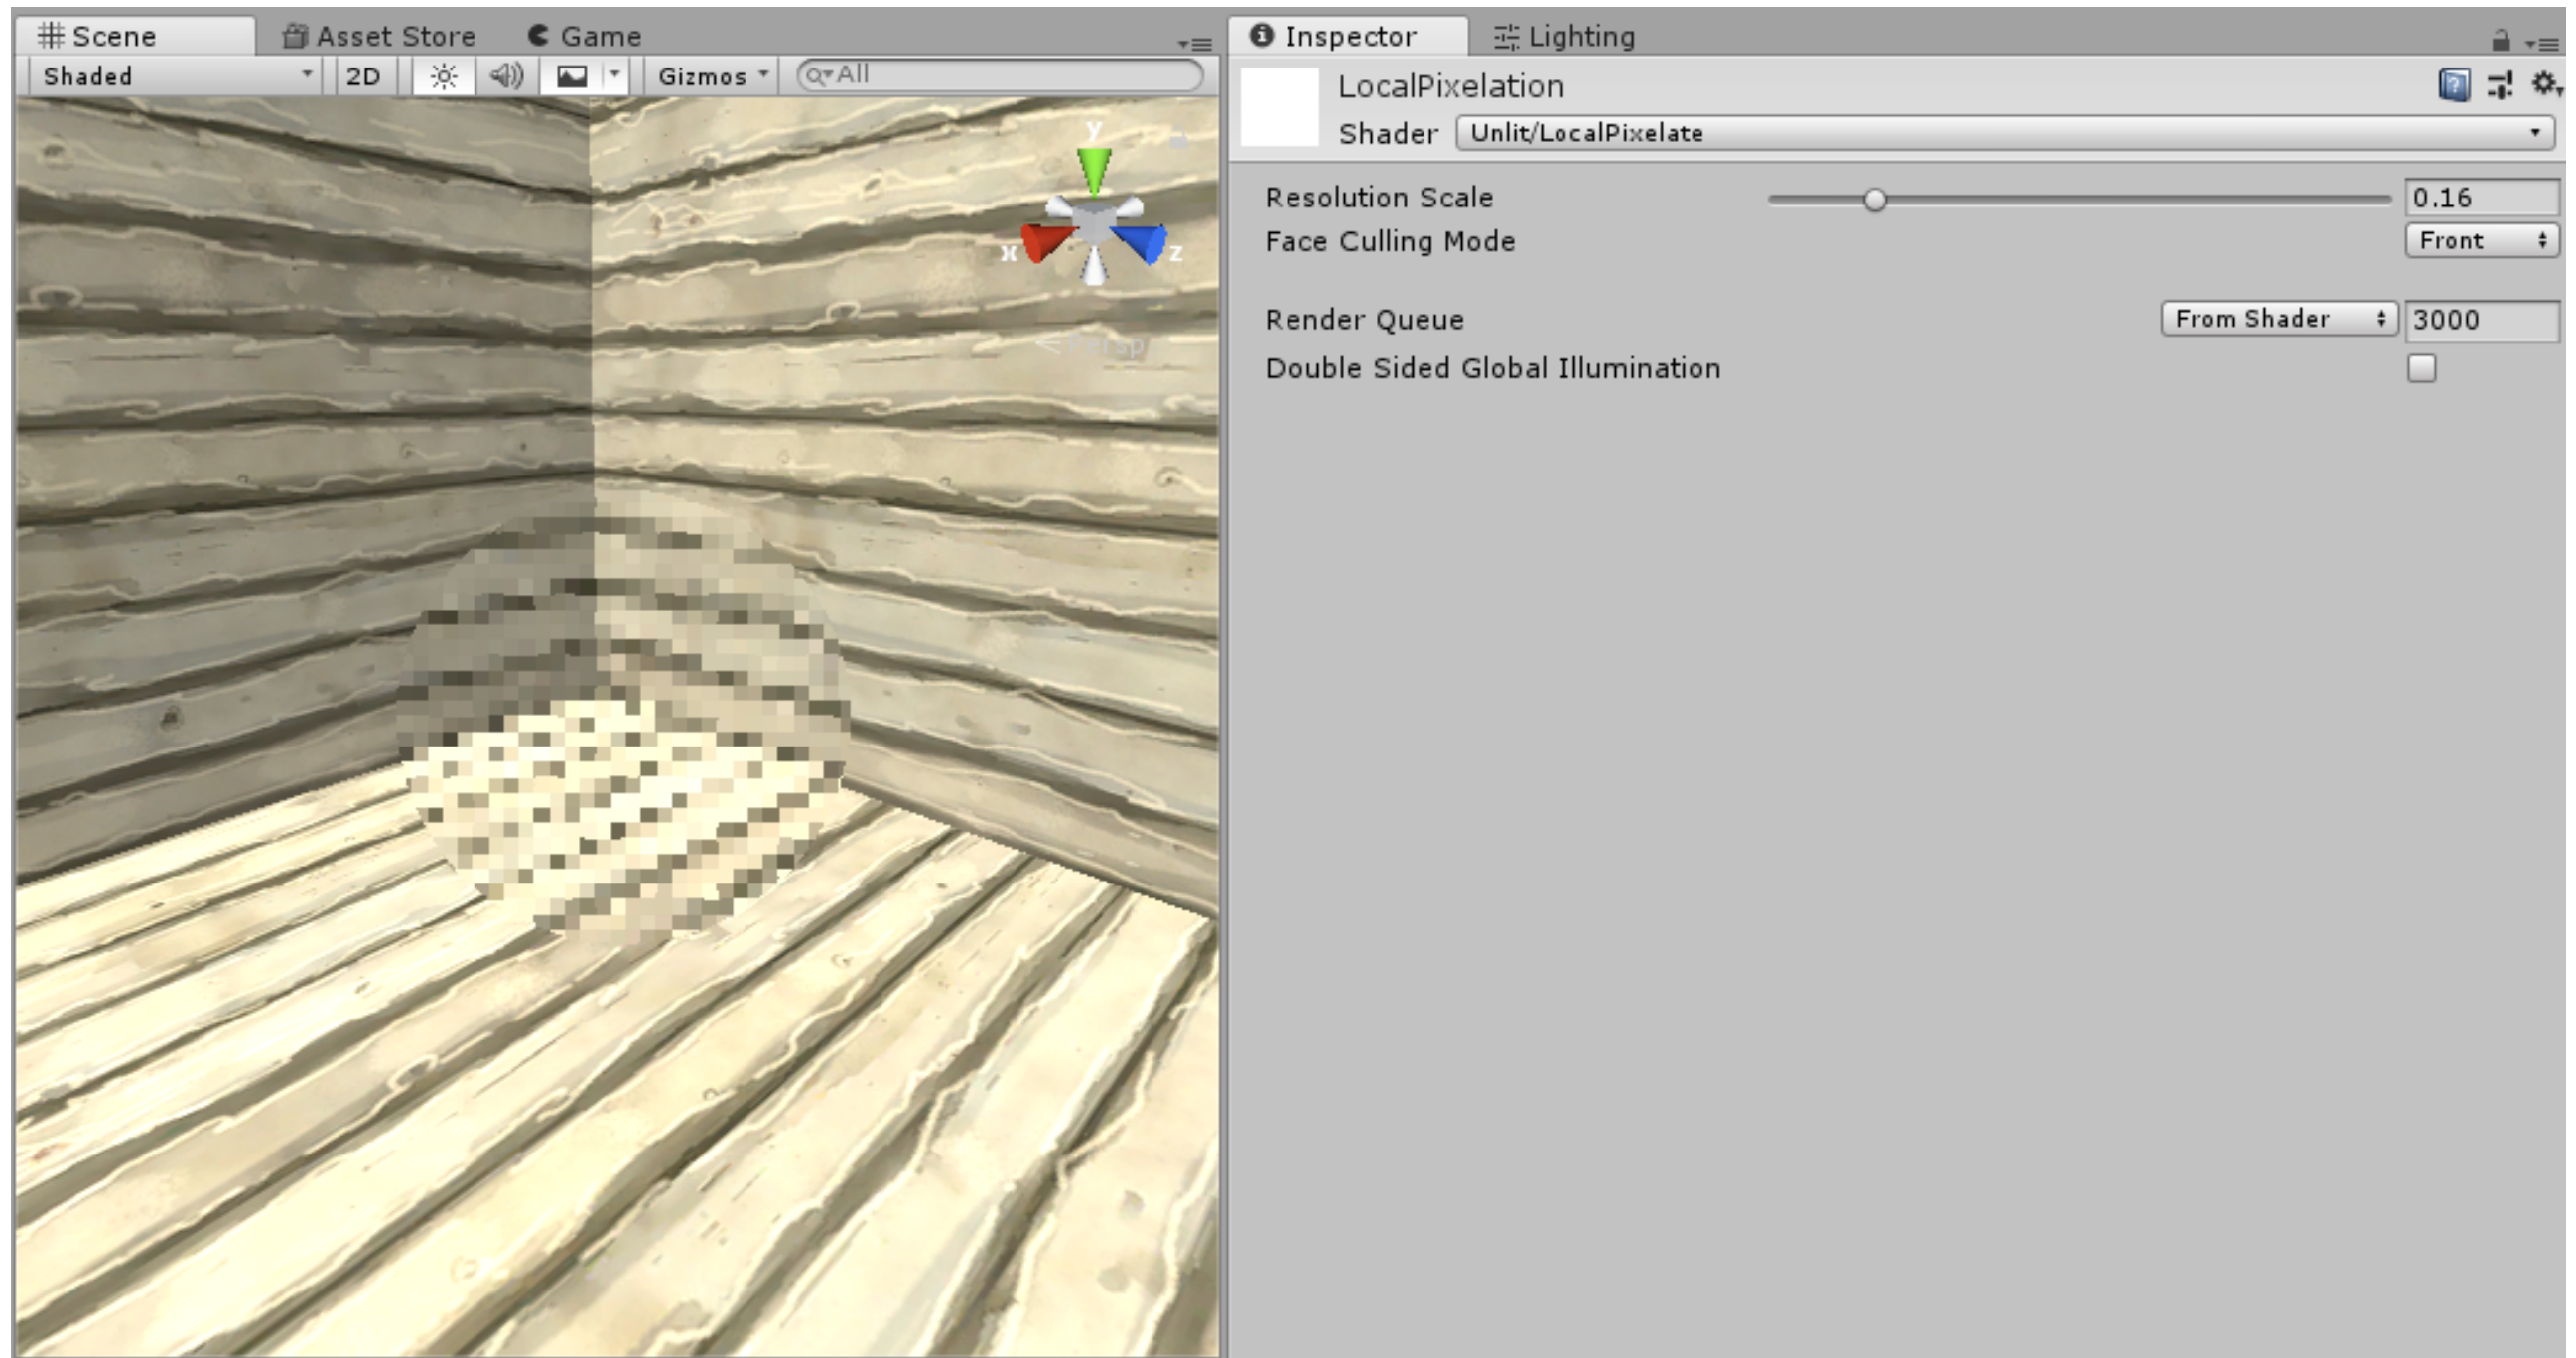 Scene Asset Store Game
Shaded 2D Gizmos All
y
x z
Persp
Inspector Lighting
LocalPixelation
Shader Unlit/LocalPixelate
Resolution Scale 0.16
Face Culling Mode Front
Render Queue From Shader 3000
Double Sided Global Illumination